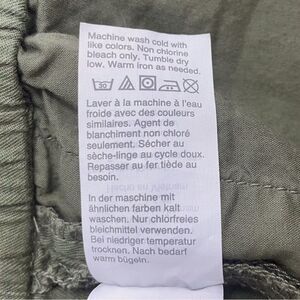 Machine wash cold with
like colors. Non chlorine
bleach only. Tumble dry
low. Warm iron as needed.
30
Laver à la machine à l'eau
froide avec des couleurs
similaires. Agent de
blanchiment non chloré
seulement. Sécher au
sèche-linge au cycle doux.
Repasser au fer tiède au
besoin.
In der maschine mit
ähnlichen farben kalt
waschen. Nur chlorfreies
bleichmittel verwenden.
Bei niedriger temperatur
trocknen. Nach bedarf
warm bügeln.